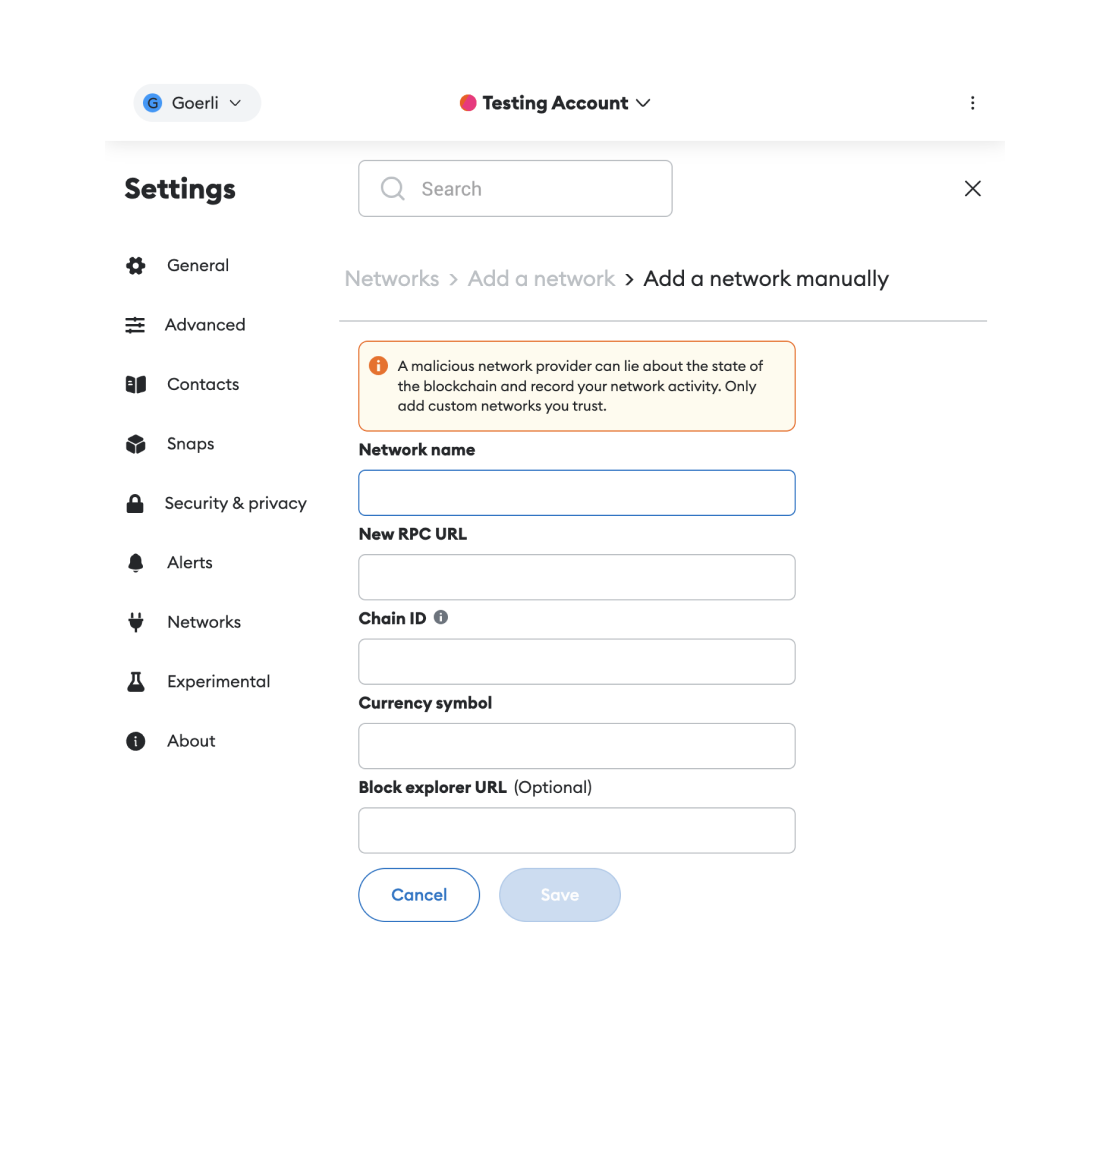 G Goerli
Testing Account
Settings
Search
General
Advanced
Contacts
Snaps
Security & privacy
Alerts
Networks
Experimental
About
Networks > Add a network > Add a network manually
A malicious network provider can lie about the state of
the blockchain and record your network activity. Only
add custom networks you trust.
Network name
New RPC URL
Chain ID
Currency symbol
Block explorer URL (Optional)
Cancel
Save